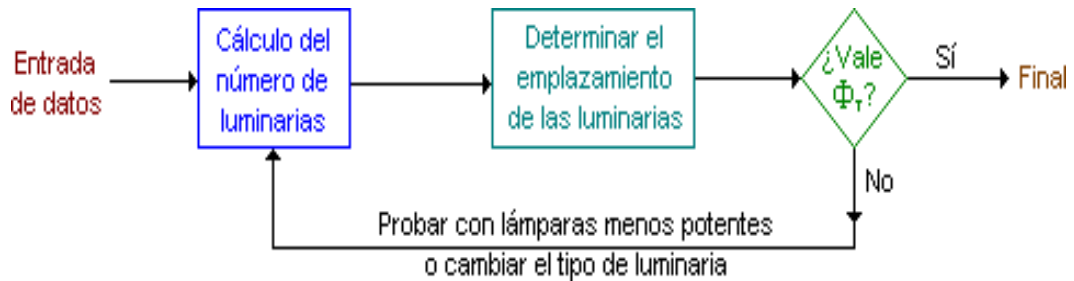 Entrada
de datos
Cálculo del
número de
luminarias
Determinar el
emplazamiento
de las luminarias
¿Vale
Φ_T?
Sí
Final
No
Probar con lámparas menos potentes
o cambiar el tipo de luminaria